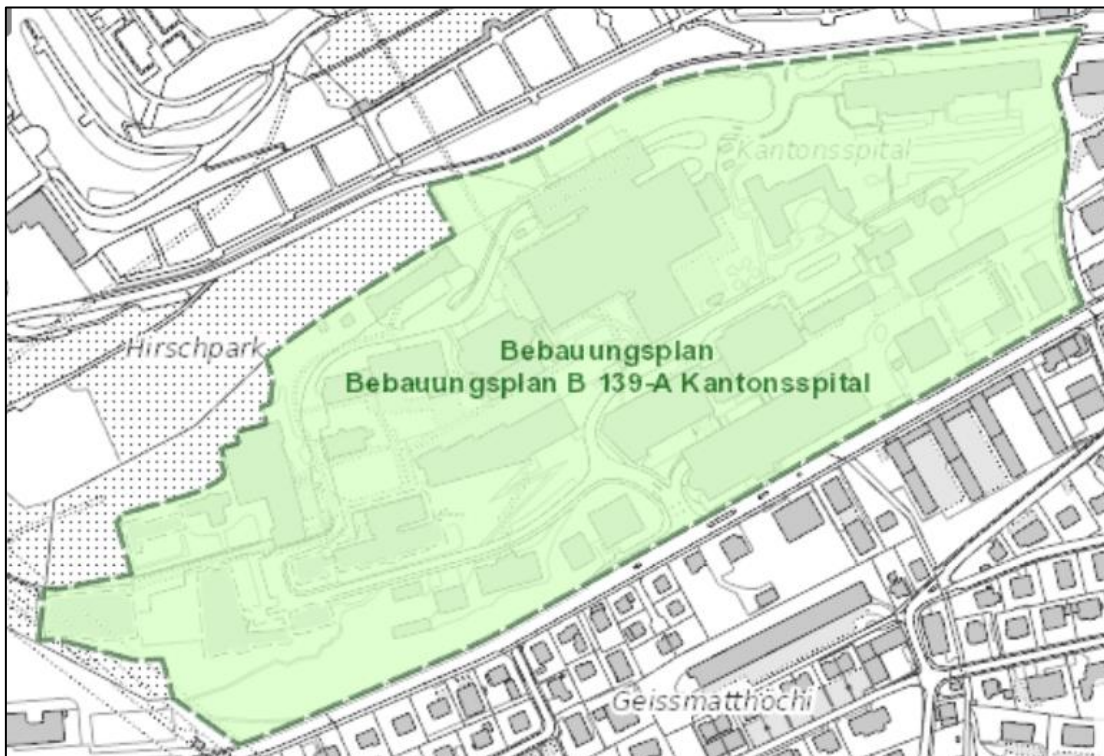 Kantonsspital
Hirschpark
Bebauungsplan
Bebauungsplan B 139-A Kantonsspital
Geissmatthöchi